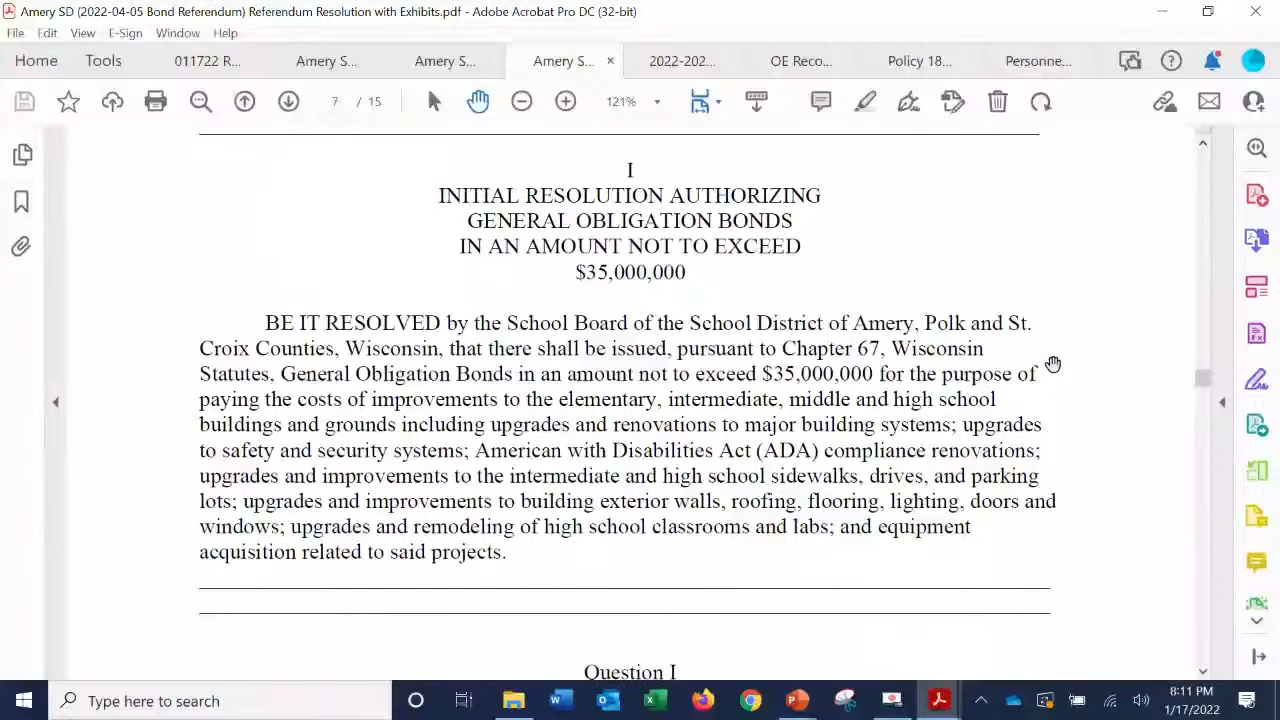 Amery SD (2022-04-05 Bond Referendum) Referendum Resolution with Exhibits.pdf - Adobe Acrobat Pro DC (32-bit)
File Edit View E-Sign Window Help
Home Tools 011722 R... Amery S... Amery S... Amery S... × 2022-202... OE Reco... Policy 18... Personne...
7 / 15 121%
I
INITIAL RESOLUTION AUTHORIZING
GENERAL OBLIGATION BONDS
IN AN AMOUNT NOT TO EXCEED
$35,000,000
BE IT RESOLVED by the School Board of the School District of Amery, Polk and St.
Croix Counties, Wisconsin, that there shall be issued, pursuant to Chapter 67, Wisconsin
Statutes, General Obligation Bonds in an amount not to exceed $35,000,000 for the purpose of
paying the costs of improvements to the elementary, intermediate, middle and high school
buildings and grounds including upgrades and renovations to major building systems; upgrades
to safety and security systems; American with Disabilities Act (ADA) compliance renovations;
upgrades and improvements to the intermediate and high school sidewalks, drives, and parking
lots; upgrades and improvements to building exterior walls, roofing, flooring, lighting, doors and
windows; upgrades and remodeling of high school classrooms and labs; and equipment
acquisition related to said projects.
Question I
Type here to search
8:11 PM
1/17/2022